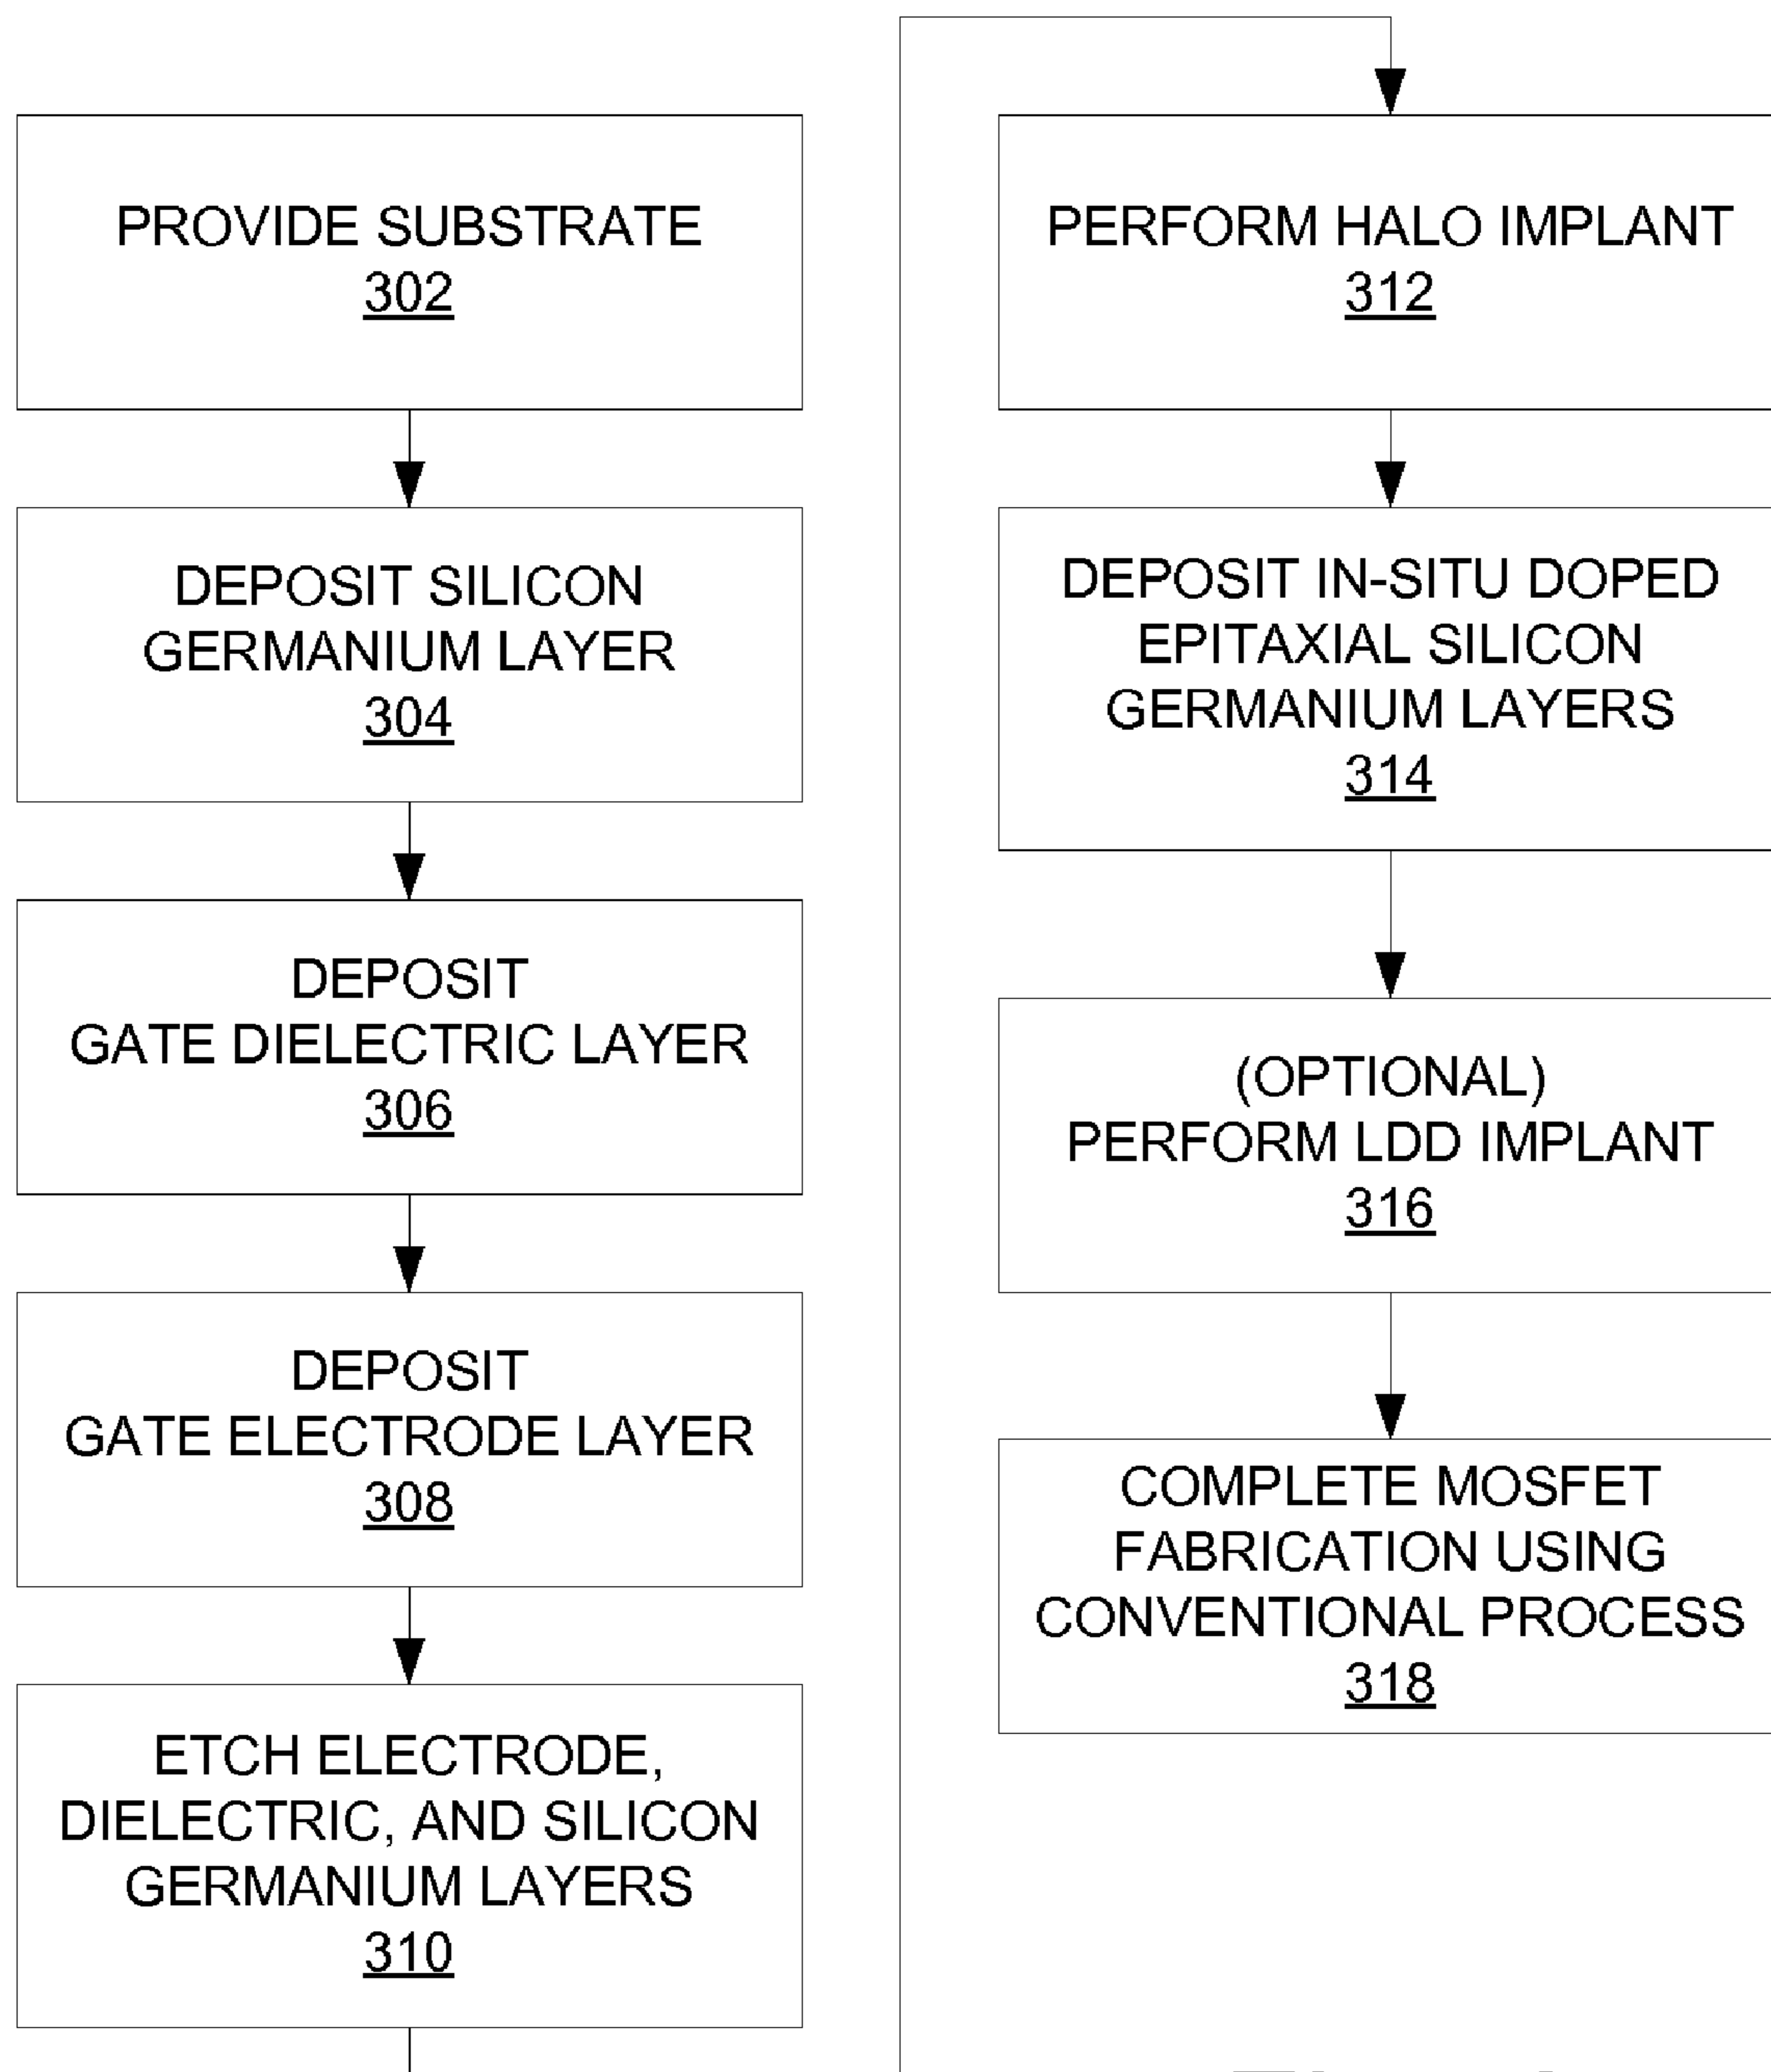 PROVIDE SUBSTRATE
302
DEPOSIT SILICON
GERMANIUM LAYER
304
DEPOSIT
GATE DIELECTRIC LAYER
306
DEPOSIT
GATE ELECTRODE LAYER
308
ETCH ELECTRODE,
DIELECTRIC, AND SILICON
GERMANIUM LAYERS
310
PERFORM HALO IMPLANT
312
DEPOSIT IN-SITU DOPED
EPITAXIAL SILICON
GERMANIUM LAYERS
314
(OPTIONAL)
PERFORM LDD IMPLANT
316
COMPLETE MOSFET
FABRICATION USING
CONVENTIONAL PROCESS
318